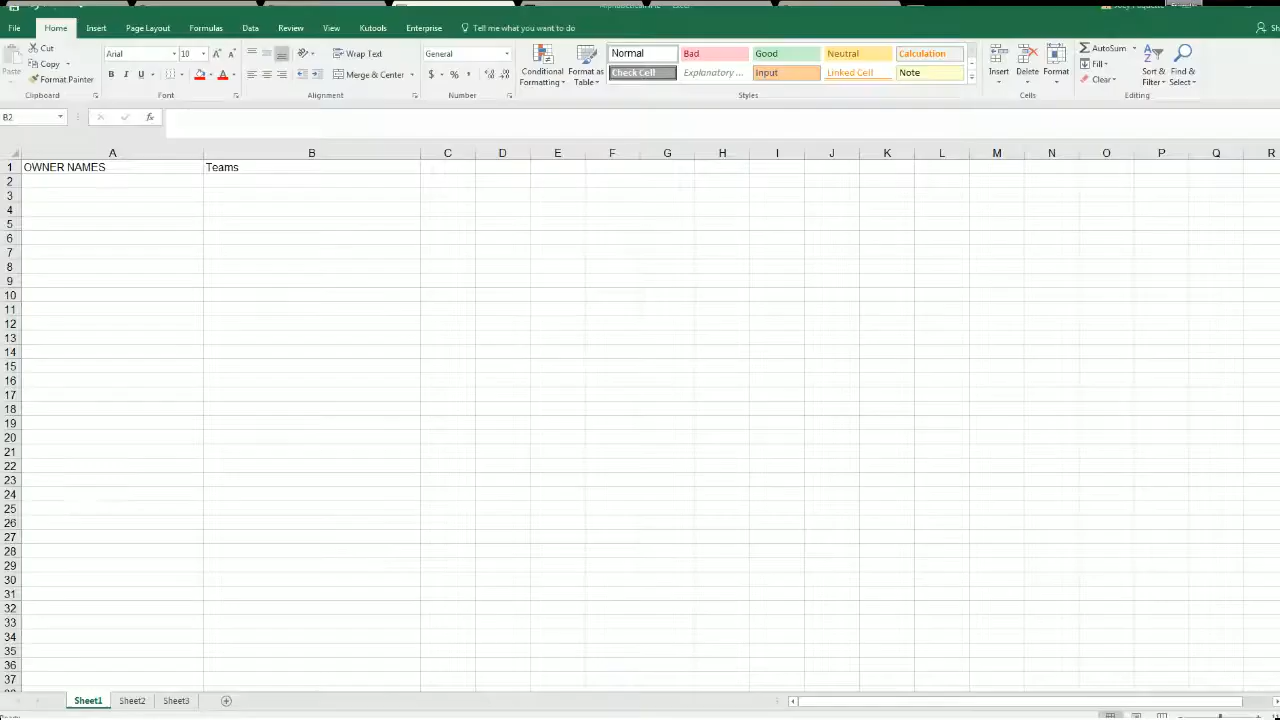 File Home Insert Page Layout Formulas Data Review View Kutools Enterprise Tell me what you want to do
Cut
Copy
Format Painter
Paste
Clipboard
Arial 10
B I U
Font
Wrap Text
Merge & Center
Alignment
General
$ % ,
Number
Conditional Formatting
Format as Table
Normal Bad Good Neutral Calculation
Check Cell Explanatory ... Input Linked Cell Note
Styles
Insert Delete Format
Cells
AutoSum
Fill
Clear
Sort & Filter
Find & Select
Editing
B2
fx
A B C D E F G H I J K L M N O P Q R
1 OWNER NAMES Teams
2
3
4
5
6
7
8
9
10
11
12
13
14
15
16
17
18
19
20
21
22
23
24
25
26
27
28
29
30
31
32
33
34
35
36
37
Sheet1 Sheet2 Sheet3